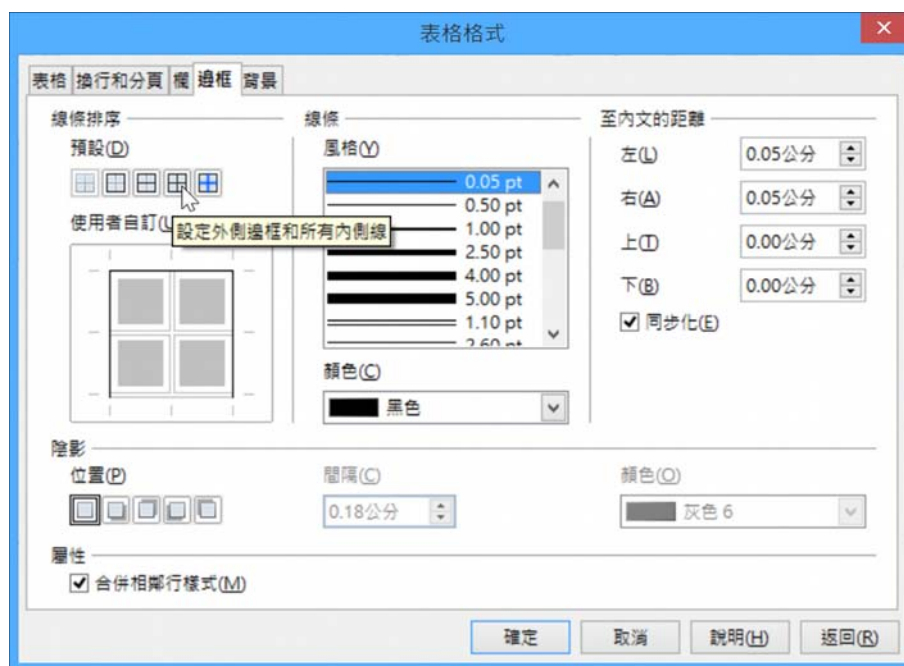 表格格式
表格 換行和分頁 欄 邊框 背景
線條排序
預設(D)
使用者自訂(U
設定外側邊框和所有內側線
線條
風格(Y)
0.05 pt
0.50 pt
1.00 pt
2.50 pt
4.00 pt
5.00 pt
1.10 pt
2.60 pt
顏色(C)
黑色
至內文的距離
左(L) 0.05公分
右(A) 0.05公分
上(T) 0.00公分
下(B) 0.00公分
同步化(E)
陰影
位置(P)
間隔(C)
0.18公分
顏色(O)
灰色 6
屬性
合併相鄰行樣式(M)
確定 取消 說明(H) 返回(R)